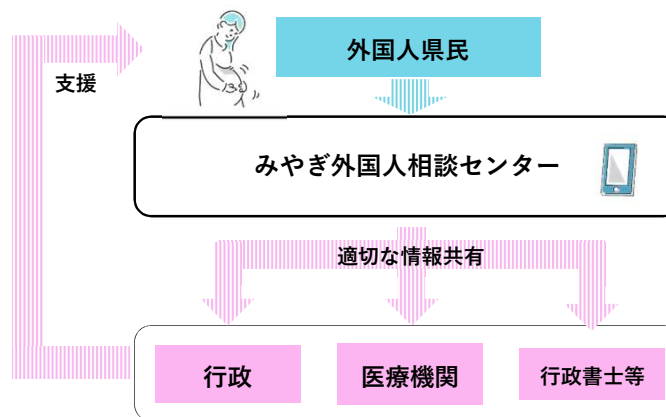 外国人県民
支援
みやぎ外国人相談センター
適切な情報共有
行政
医療機関
行政書士等